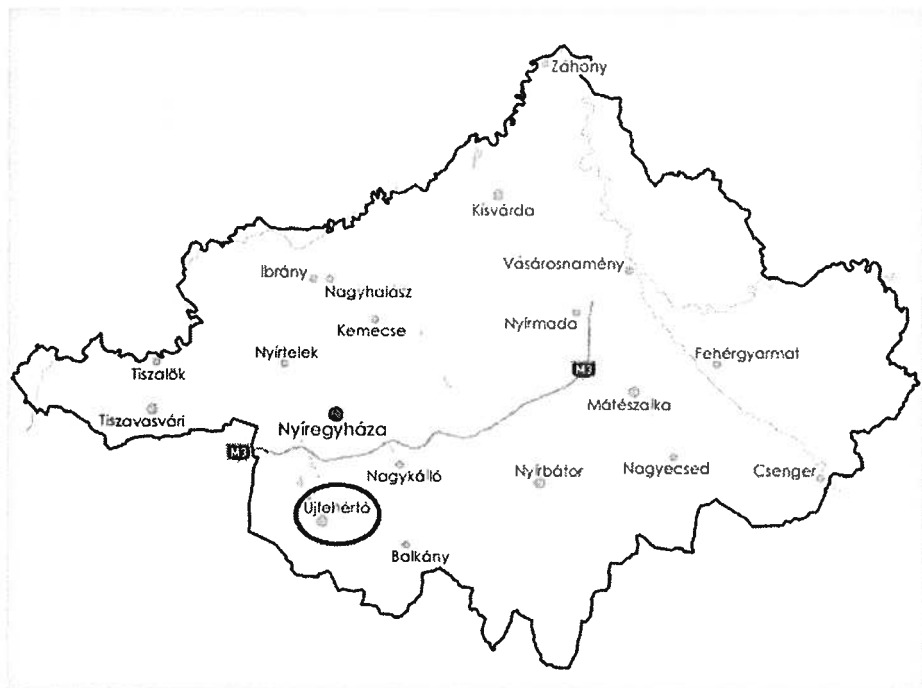 Záhony
Kisvárda
Vásárosnamény
Ibrány
Nagyhalász
Nyírmada
Kemecse
Nyírtelek
Fehérgyarmat
Tiszalök
M3
Mátészalka
Tiszavasvári
Nyíregyháza
M3
Nagykálló
Nyírbátor
Nagyecsed
Csenger
Újfehértó
Balkány